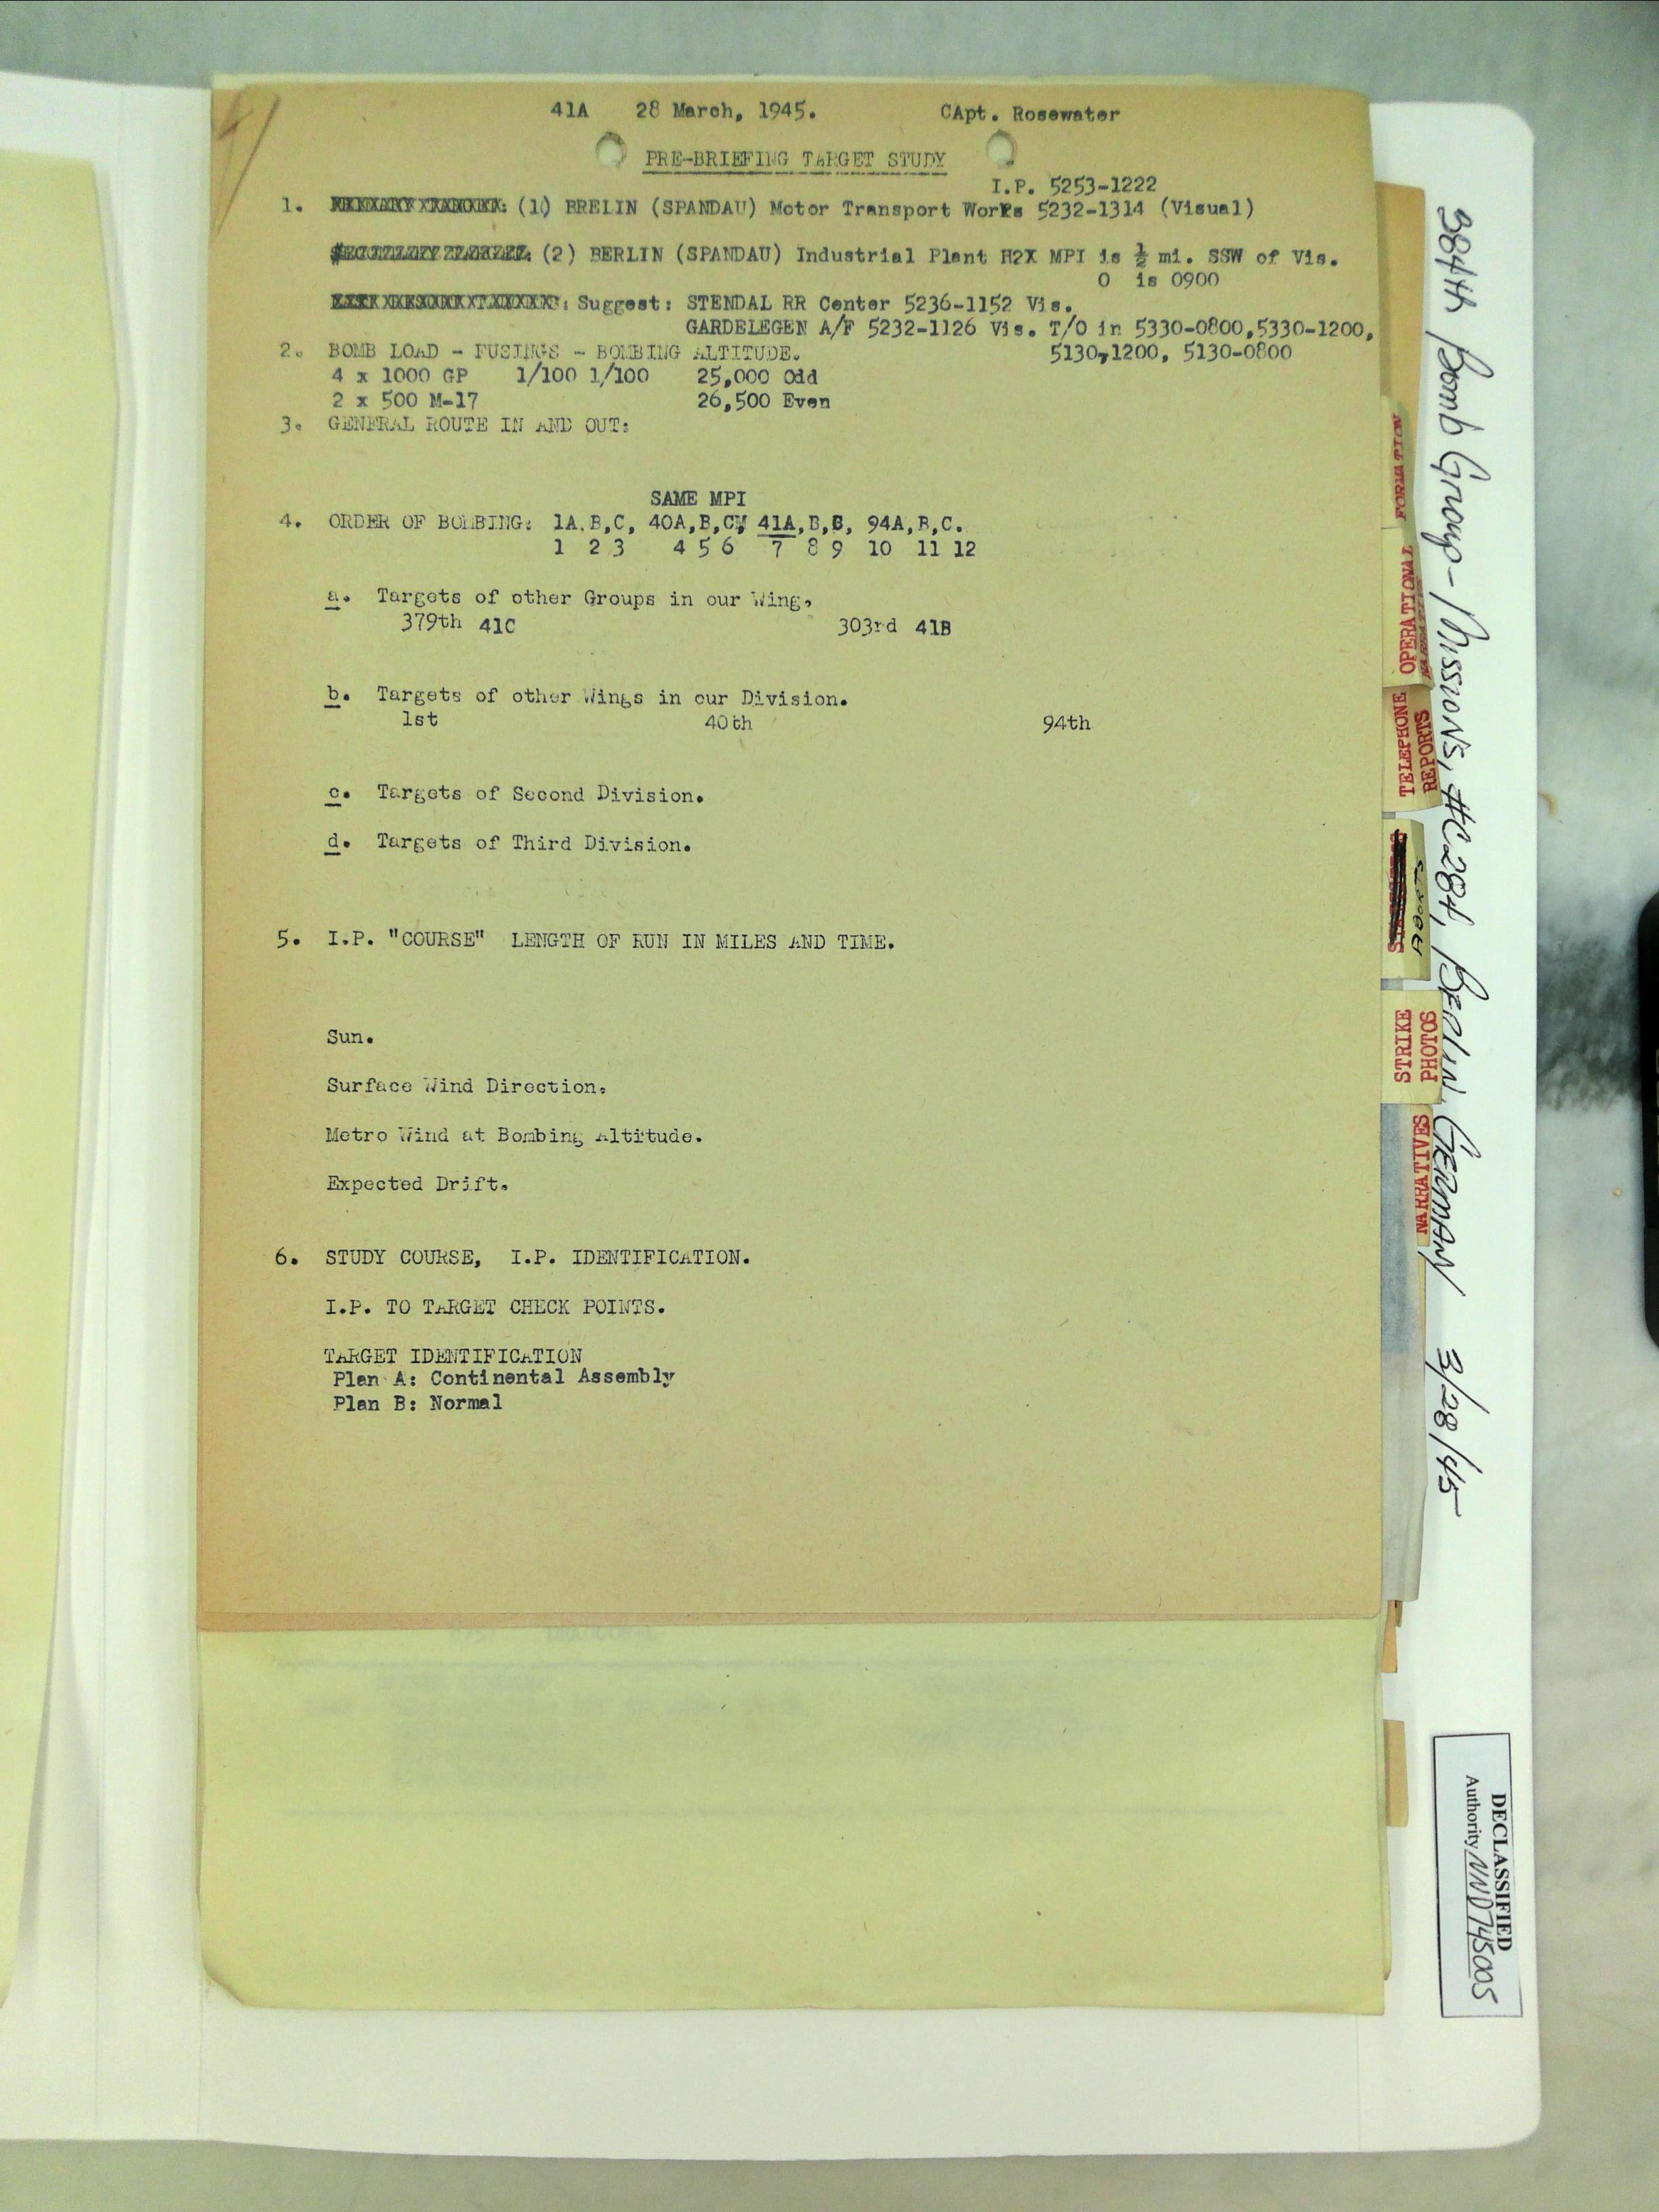 41A 28 March, 1945. CApt. Rosewater
PRE-BRIEFING TARGET STUDY
I.P. 5253-1222
1. (1) BRELIN (SPANDAU) Motor Transport Works 5232-1314 (Visual)
(2) BERLIN (SPANDAU) Industrial Plant H2X MPI is ½ mi. SSW of Vis.
O is 0900
Suggest: STENDAL RR Center 5236-1152 Vis.
GARDELEGEN A/F 5232-1126 Vis. T/O in 5330-0800,5330-1200,
2. BOMB LOAD - FUSINGS - BOMBING ALTITUDE. 5130,1200, 5130-0800
4 x 1000 GP 1/100 1/100 25,000 Odd
2 x 500 M-17 26,500 Even
3. GENERAL ROUTE IN AND OUT:
SAME MPI
4. ORDER OF BOMBING: 1A,B,C, 40A,B,C, 41A,B,C, 94A,B,C.
1 2 3 4 5 6 7 8 9 10 11 12
a. Targets of other Groups in our Wing.
379th 41C 303rd 41B
b. Targets of other Wings in our Division.
1st 40th 94th
c. Targets of Second Division.
d. Targets of Third Division.
5. I.P. "COURSE" LENGTH OF RUN IN MILES AND TIME.
Sun.
Surface Wind Direction.
Metro Wind at Bombing Altitude.
Expected Drift.
6. STUDY COURSE, I.P. IDENTIFICATION.
I.P. TO TARGET CHECK POINTS.
TARGET IDENTIFICATION
Plan A: Continental Assembly
Plan B: Normal
FORMATION
OPERATIONAL
TELEPHONE
REPORTS
ABORTS
STRIKE
PHOTOS
NARRATIVES
384th Bomb Group - Missions, #C284, Berlin, German 3/28/45
DECLASSIFIED
Authority NND745005